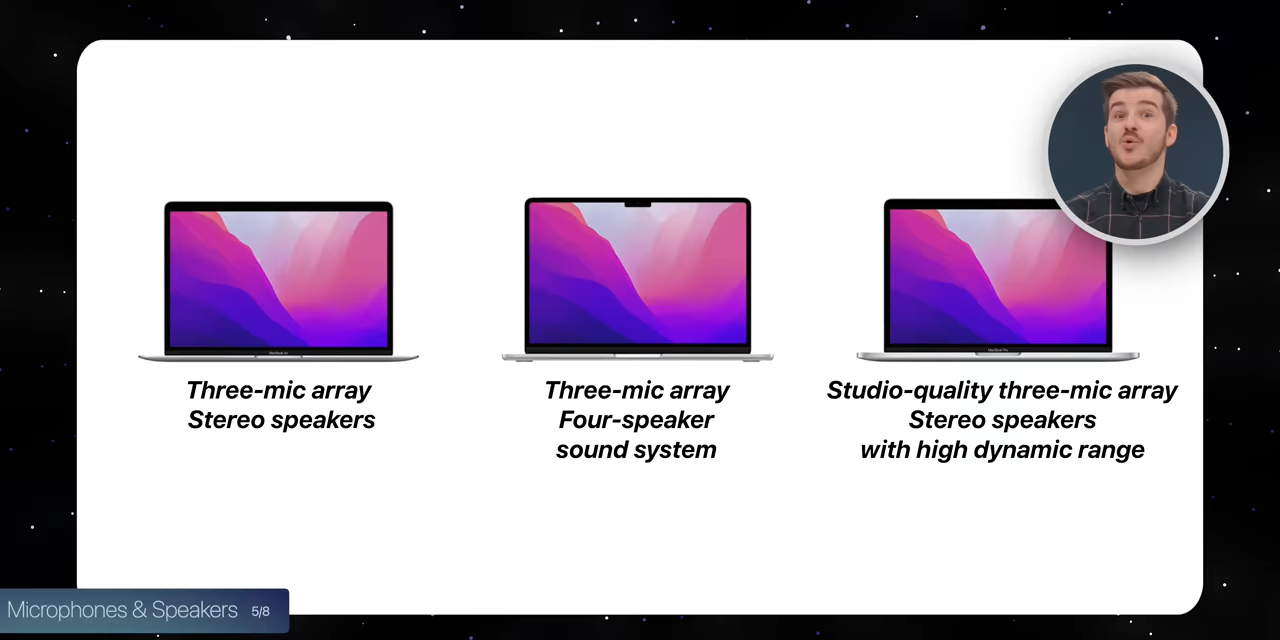 Three-mic array
Stereo speakers
Three-mic array
Four-speaker
sound system
Studio-quality three-mic array
Stereo speakers
with high dynamic range
Microphones & Speakers 5/8